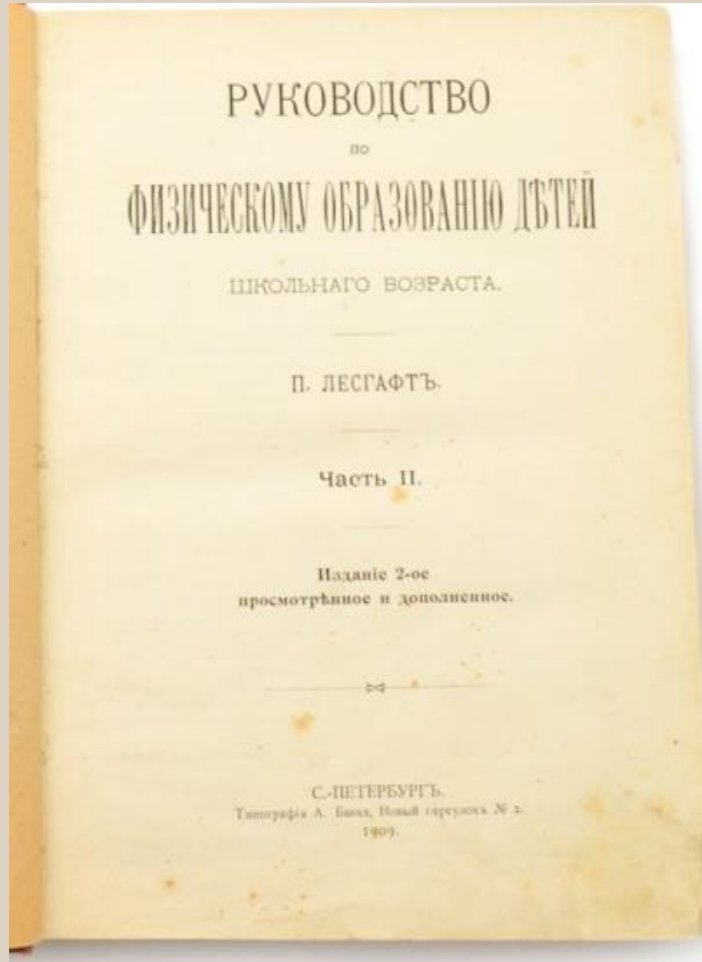 РУКОВОДСТВО
ПО
ФИЗИЧЕСКОМУ ОБРАЗОВАНІЮ ДѢТЕЙ
ШКОЛЬНАГО ВОЗРАСТА.
П. ЛЕСГАФТЪ.
Часть II.
Изданіе 2-ое
просмотрѣнное и дополненное.
С.-ПЕТЕРБУРГЪ.
Типографія А. Новый переулокъ № 2.
1909.